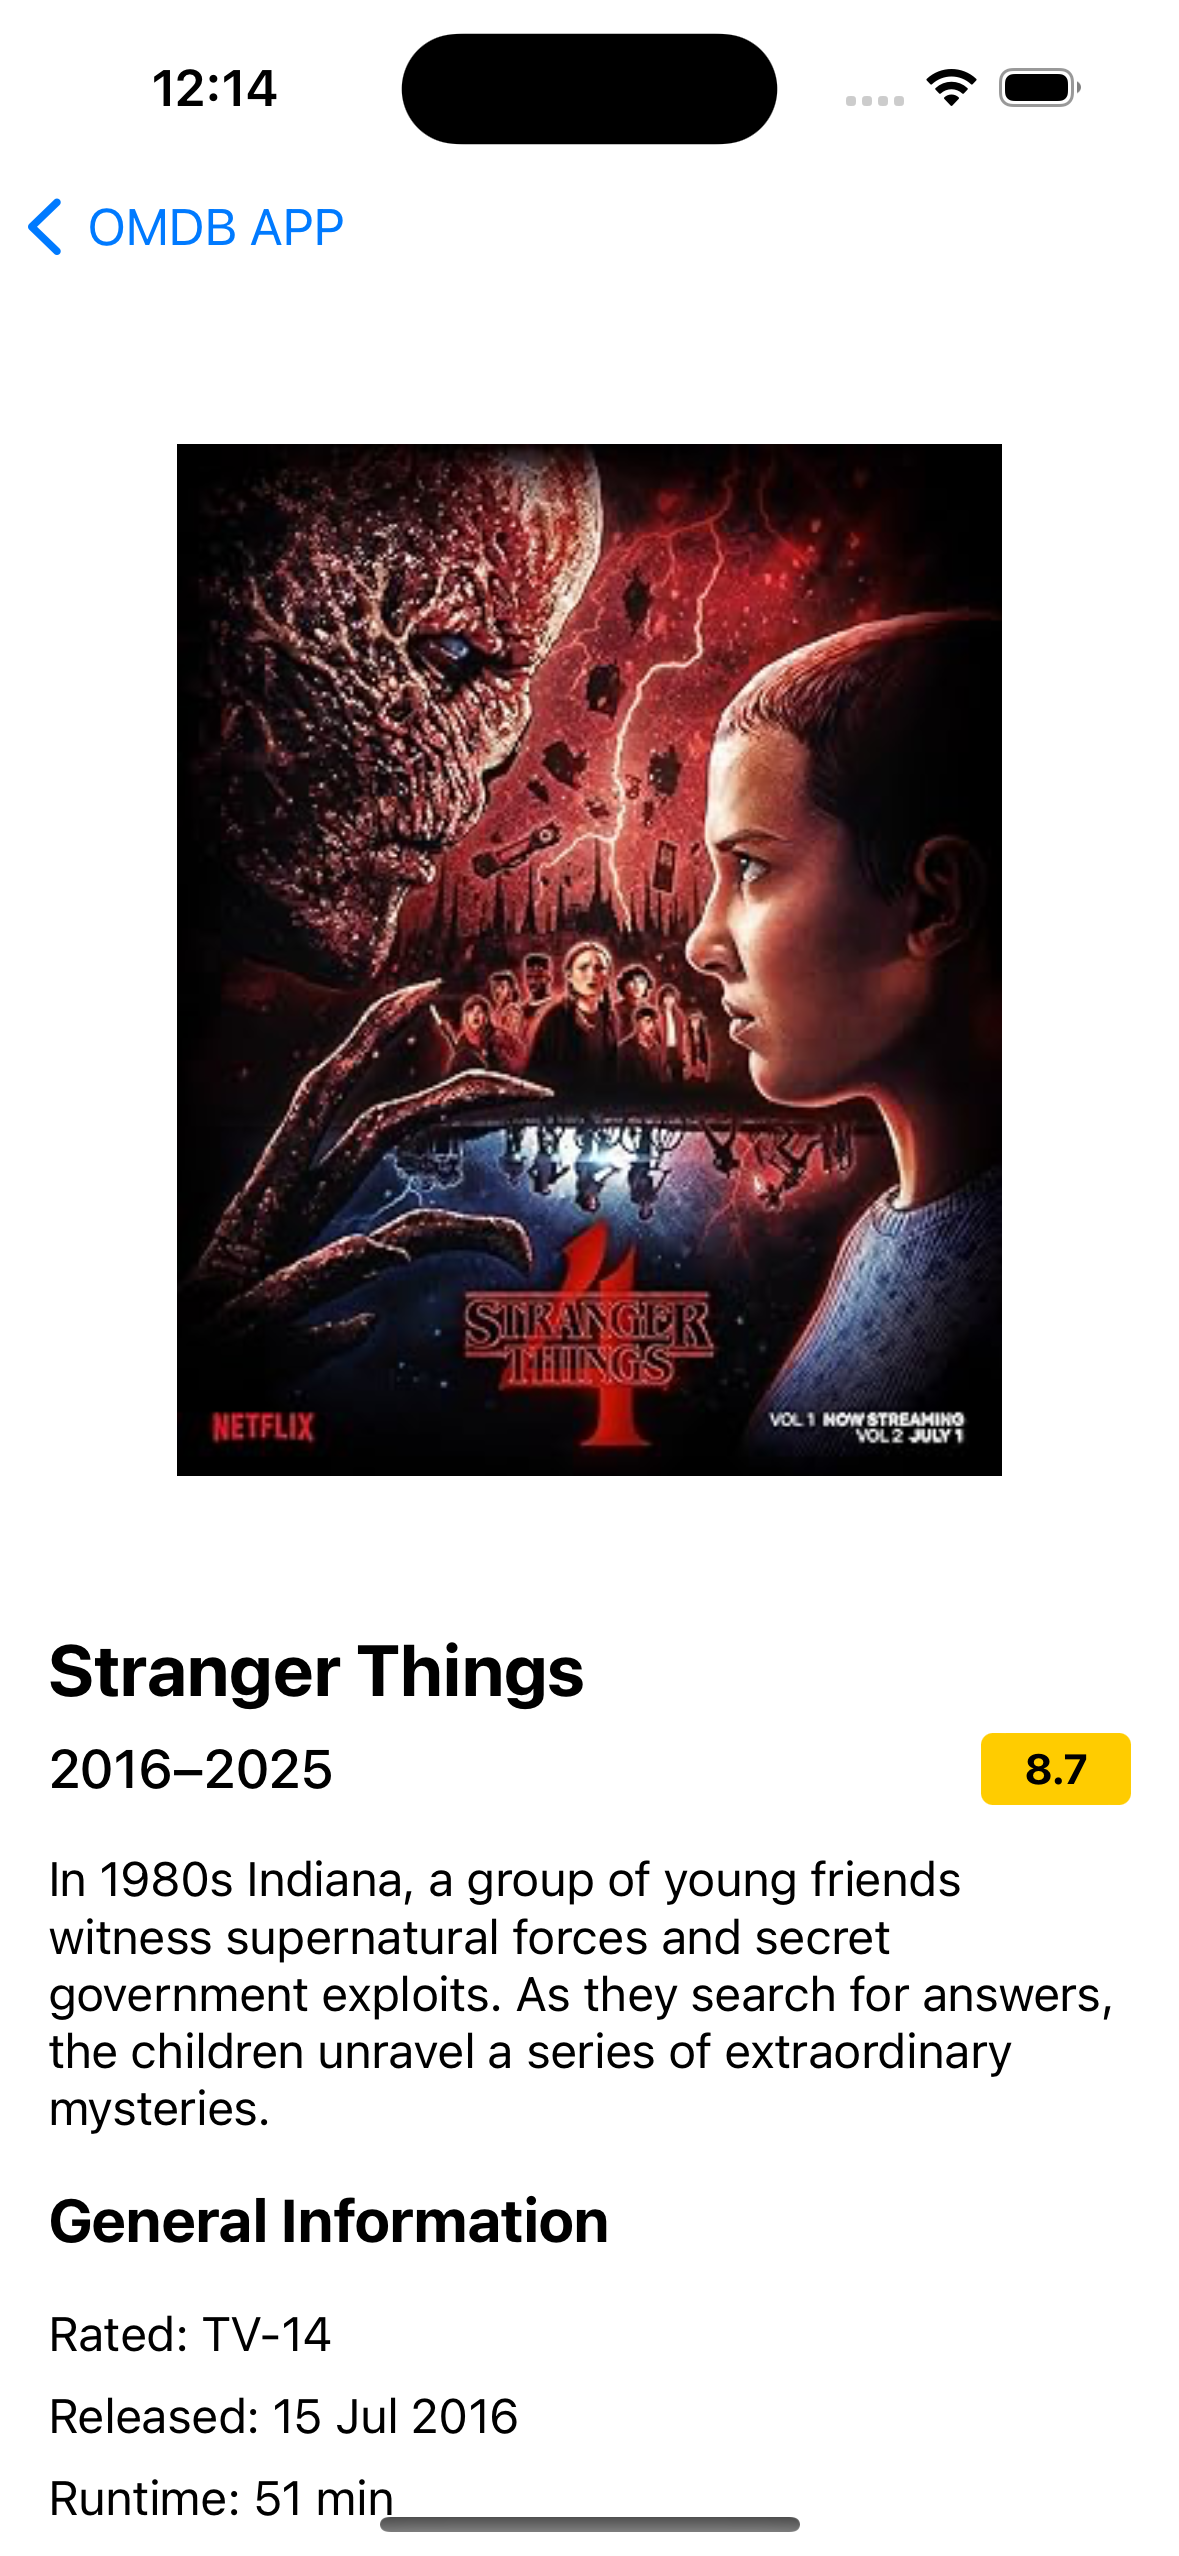 12:14
OMDB APP
STRANGER
THINGS
4
NETFLIX
VOL 1 NOW STREAMING
VOL 2 JULY 1
Stranger Things
2016–2025
8.7
In 1980s Indiana, a group of young friends
witness supernatural forces and secret
government exploits. As they search for answers,
the children unravel a series of extraordinary
mysteries.
General Information
Rated: TV-14
Released: 15 Jul 2016
Runtime: 51 min